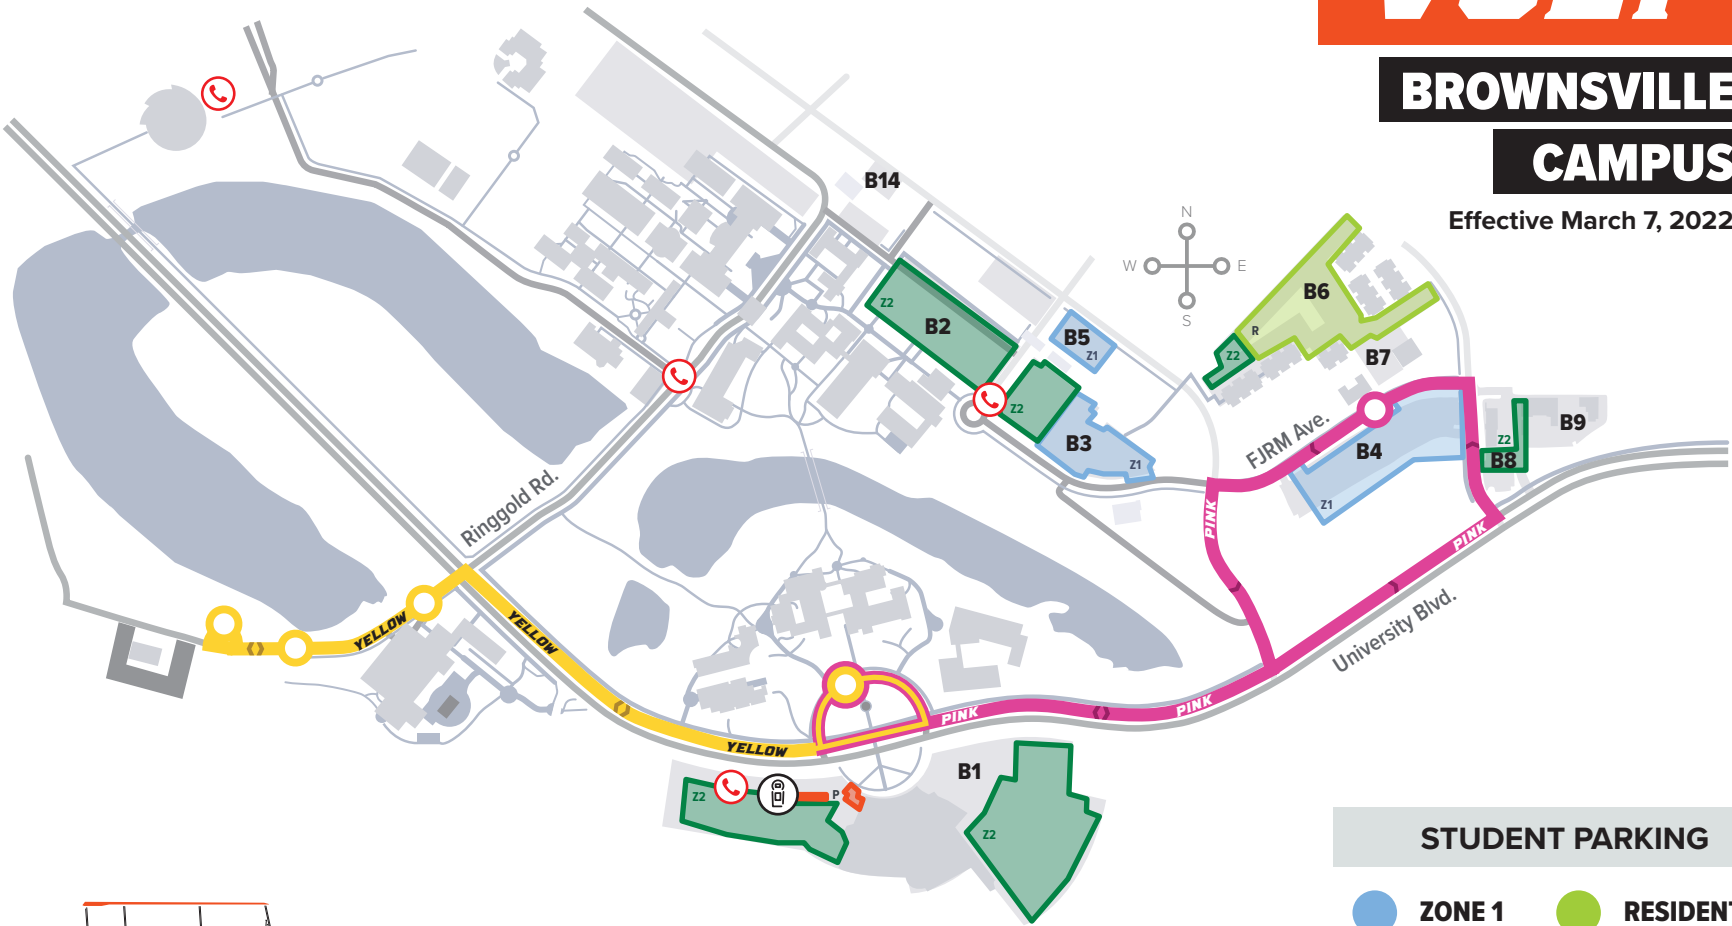 BROWNSVILLE
CAMPUS
Effective March 7, 2022
B14
N
W
E
S
B6
R
Z2
B5
Z1
B2
Z2
B7
Z2
B3
Z1
FJRM Ave.
B4
Z1
B9
Z2
B8
PINK
PINK
Ringgold Rd.
University Blvd.
YELLOW
YELLOW
YELLOW
PINK
PINK
B1
Z2
P
Z2
STUDENT PARKING
ZONE 1
RESIDENT